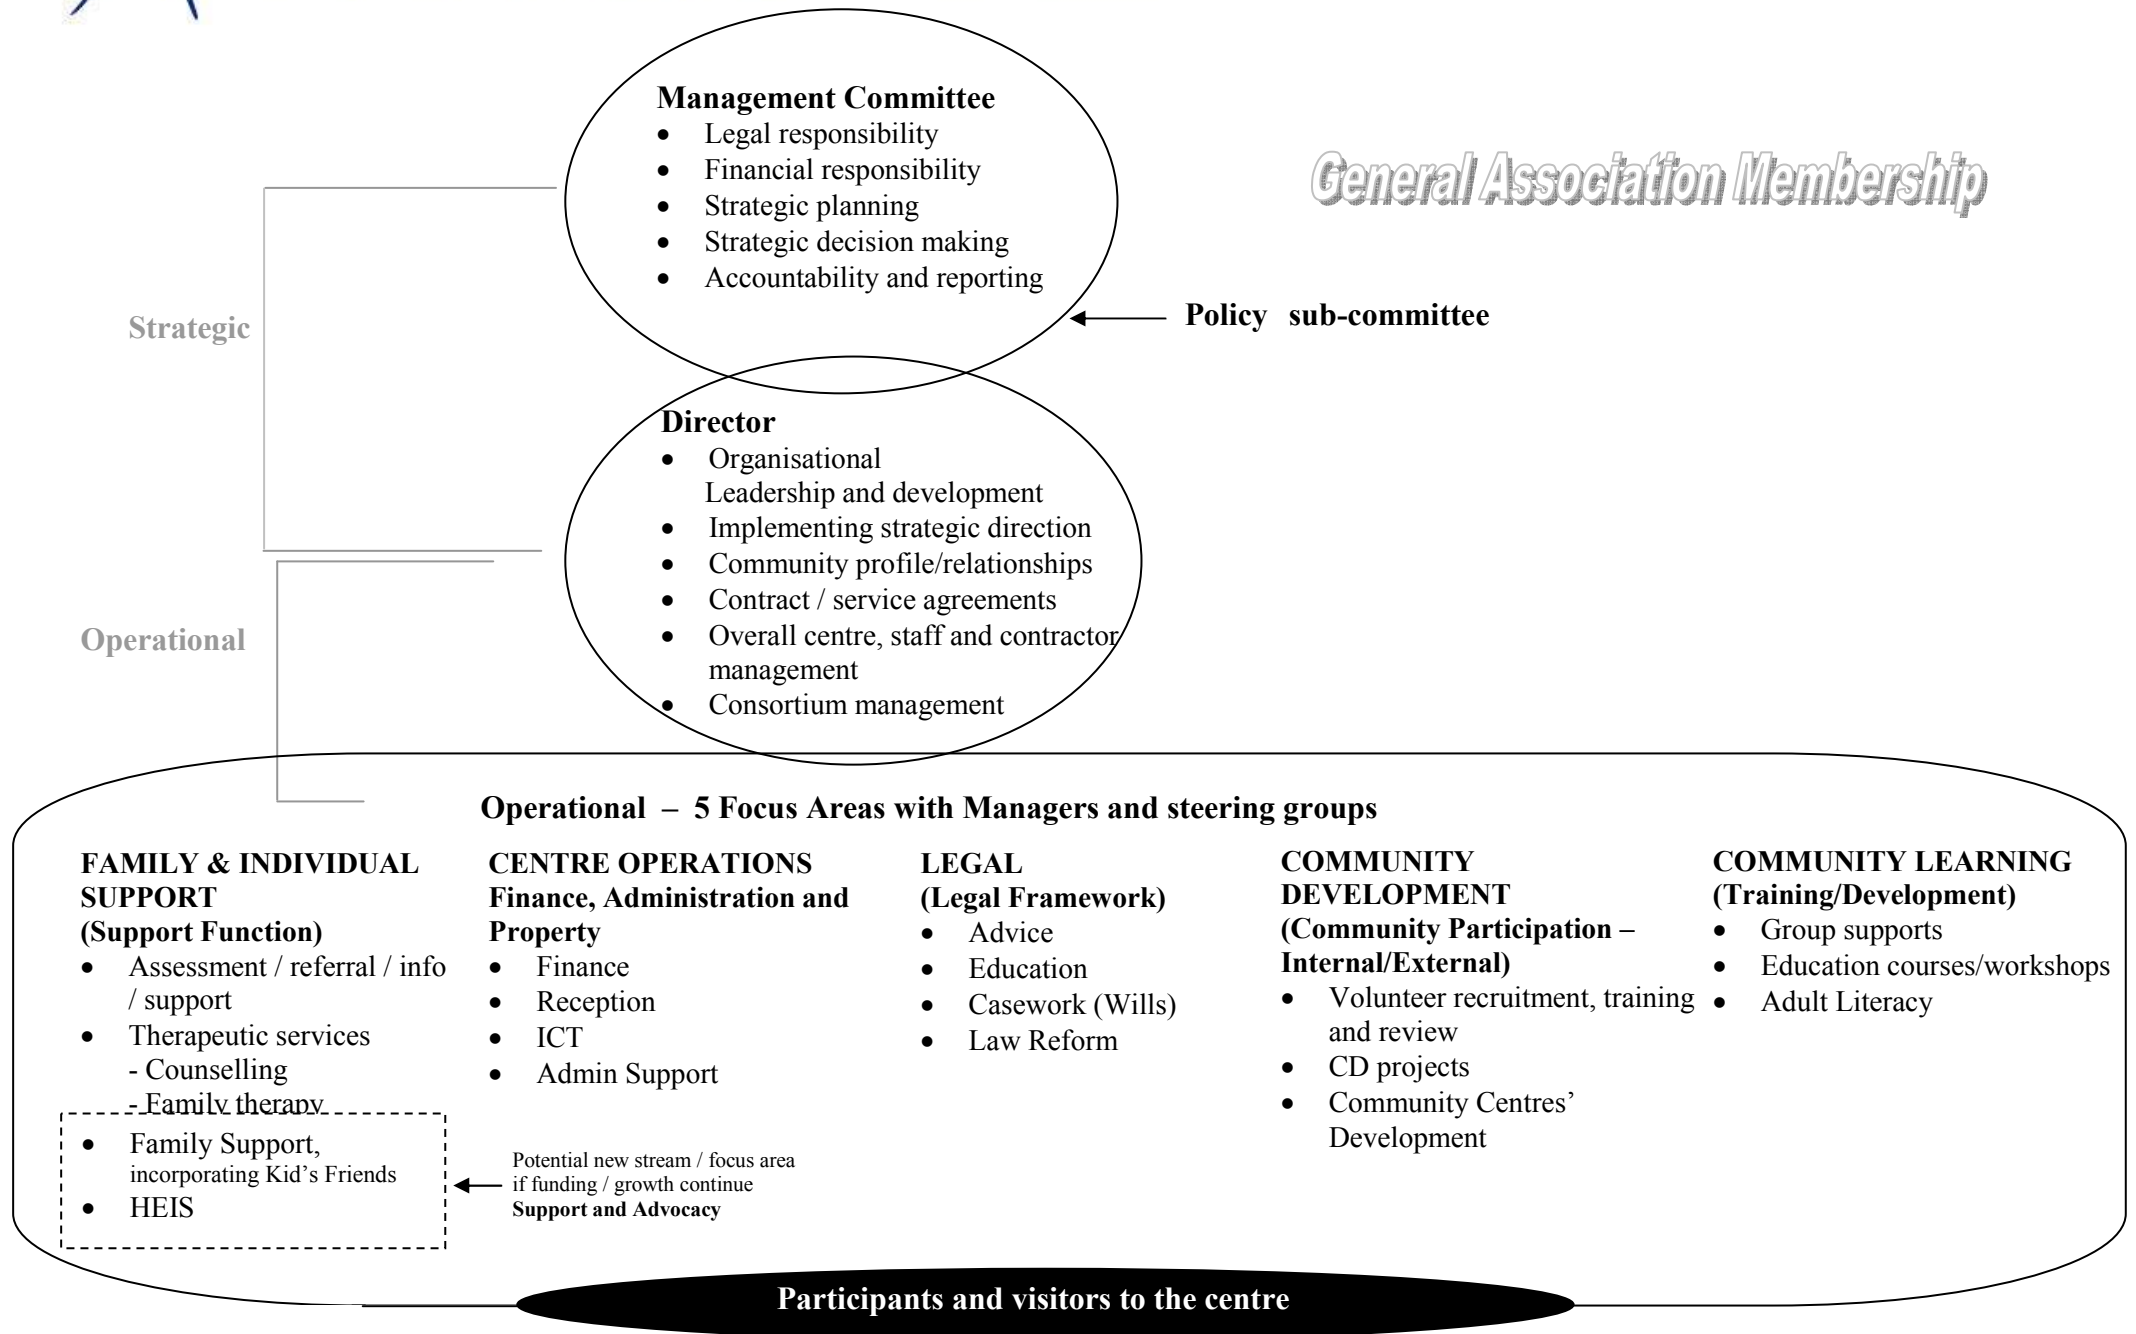 Management Committee
• Legal responsibility
• Financial responsibility
• Strategic planning
• Strategic decision making
• Accountability and reporting
General Association Membership
Policy sub-committee
Strategic
Director
• Organisational
Leadership and development
• Implementing strategic direction
• Community profile/relationships
• Contract / service agreements
• Overall centre, staff and contractor
management
• Consortium management
Operational
Operational – 5 Focus Areas with Managers and steering groups
FAMILY & INDIVIDUAL
SUPPORT
(Support Function)
• Assessment / referral / info
/ support
• Therapeutic services
- Counselling
- Family therapy
• Family Support,
incorporating Kid's Friends
• HEIS
Potential new stream / focus area
if funding / growth continue
Support and Advocacy
CENTRE OPERATIONS
Finance, Administration and
Property
• Finance
• Reception
• ICT
• Admin Support
LEGAL
(Legal Framework)
• Advice
• Education
• Casework (Wills)
• Law Reform
COMMUNITY
DEVELOPMENT
(Community Participation –
Internal/External)
• Volunteer recruitment, training
and review
• CD projects
• Community Centres'
Development
COMMUNITY LEARNING
(Training/Development)
• Group supports
• Education courses/workshops
• Adult Literacy
Participants and visitors to the centre